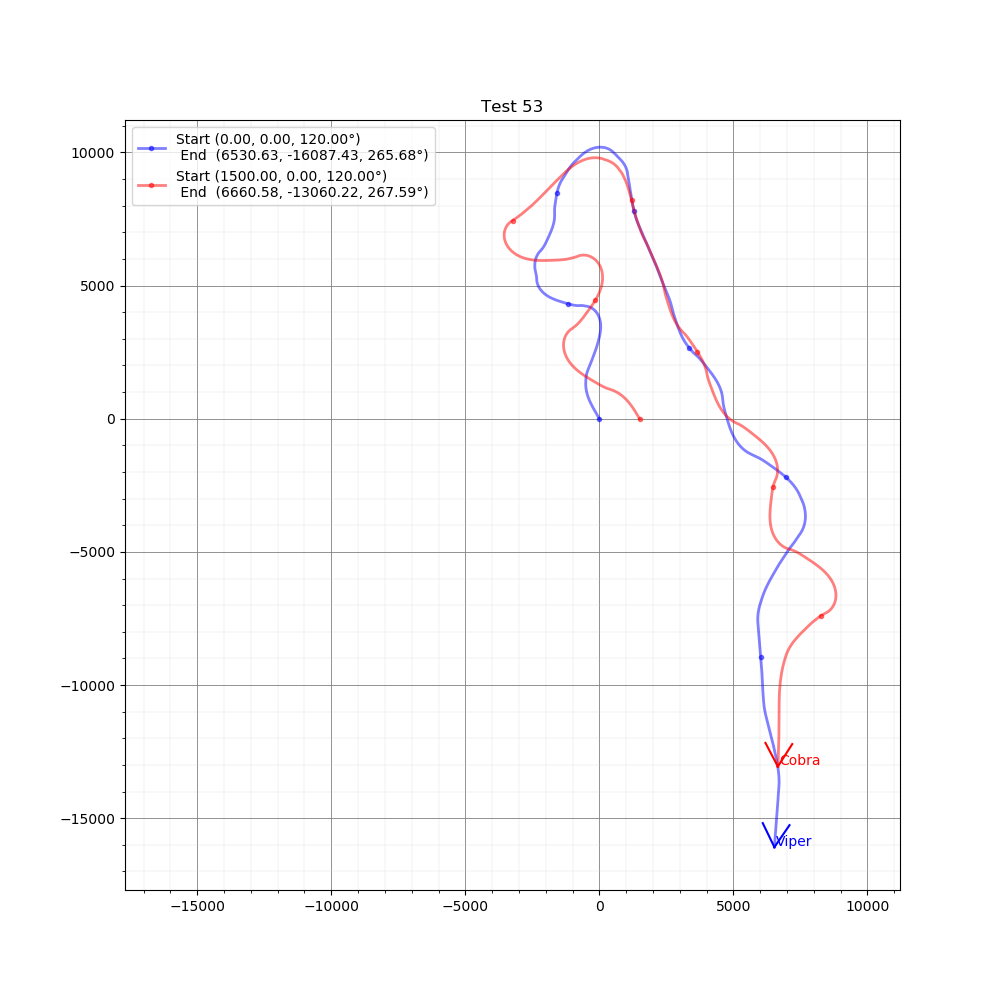 Test 53
Start (0.00, 0.00, 120.00°)
End (6530.63, -16087.43, 265.68°)
Start (1500.00, 0.00, 120.00°)
End (6660.58, -13060.22, 267.59°)
10000
5000
0
−5000
−10000
−15000
Cobra
Viper
−15000 −10000 −5000 0 5000 10000